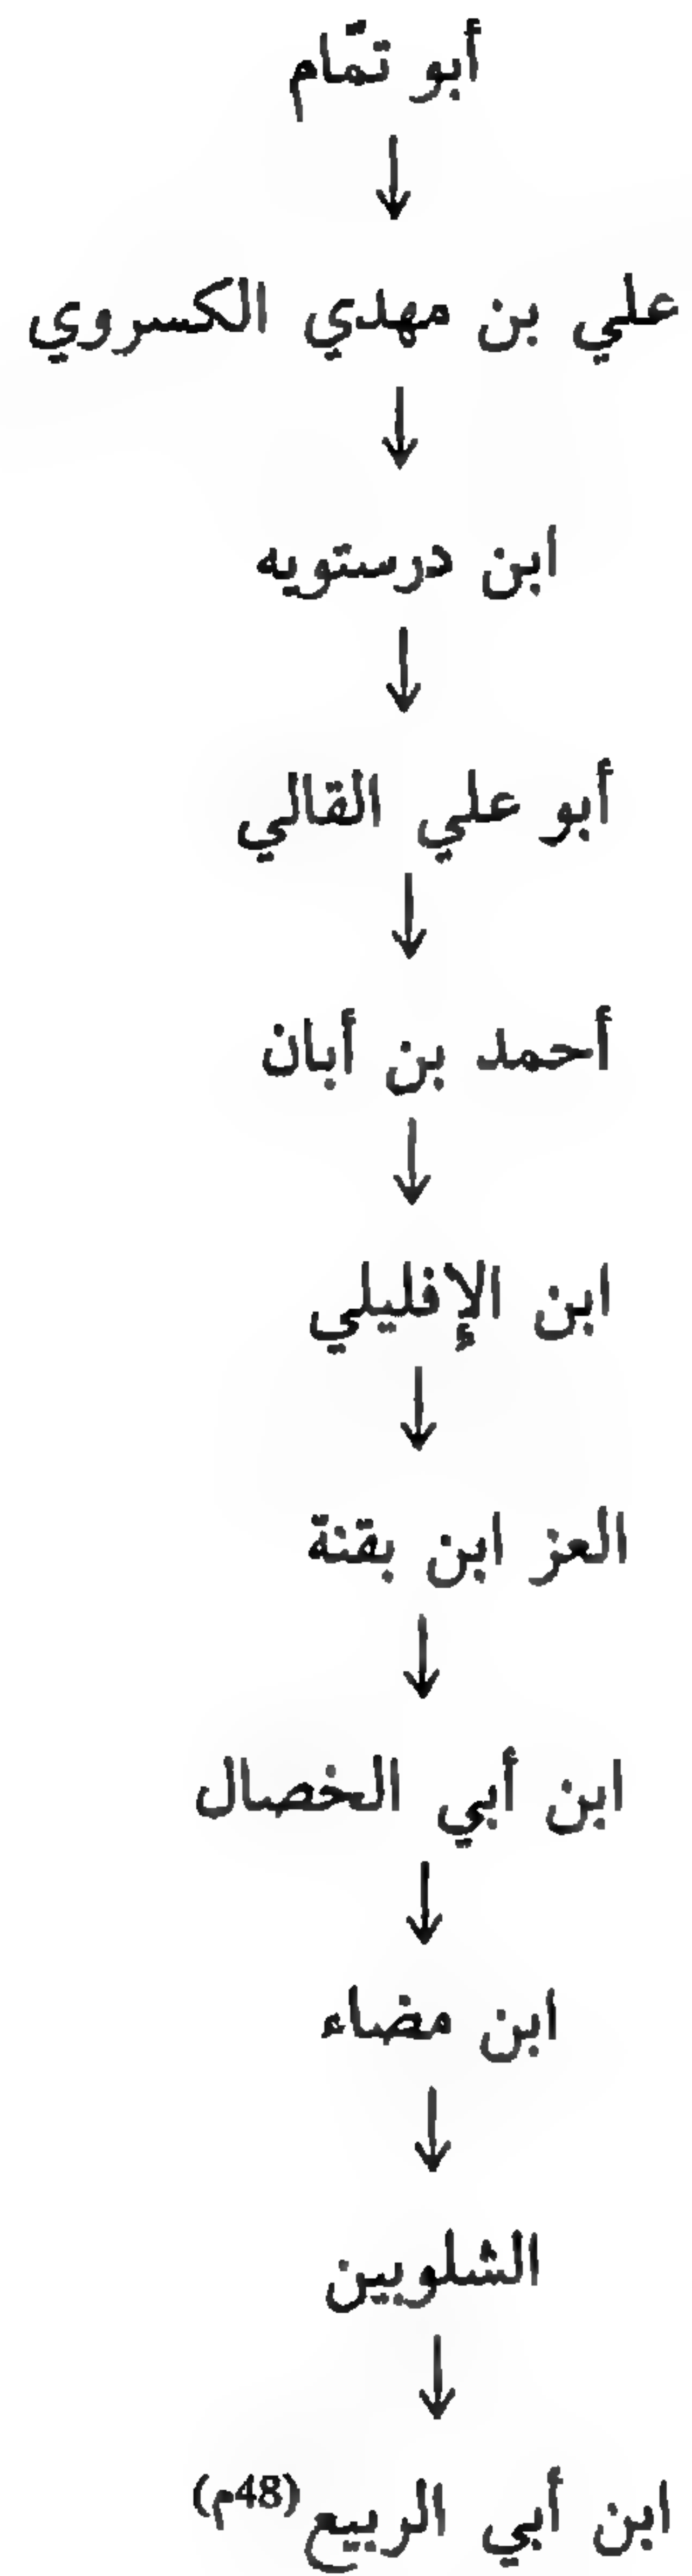 أبو تمّام
↓
علي بن مهدي الكسروي
↓
ابن درستويه
↓
أبو علي القالي
↓
أحمد بن أبان
↓
ابن الإفليلي
↓
العز ابن بقنة
↓
ابن أبي الخصال
↓
ابن مضاء
↓
الشلوبين
↓
ابن أبي الربيع (48م)